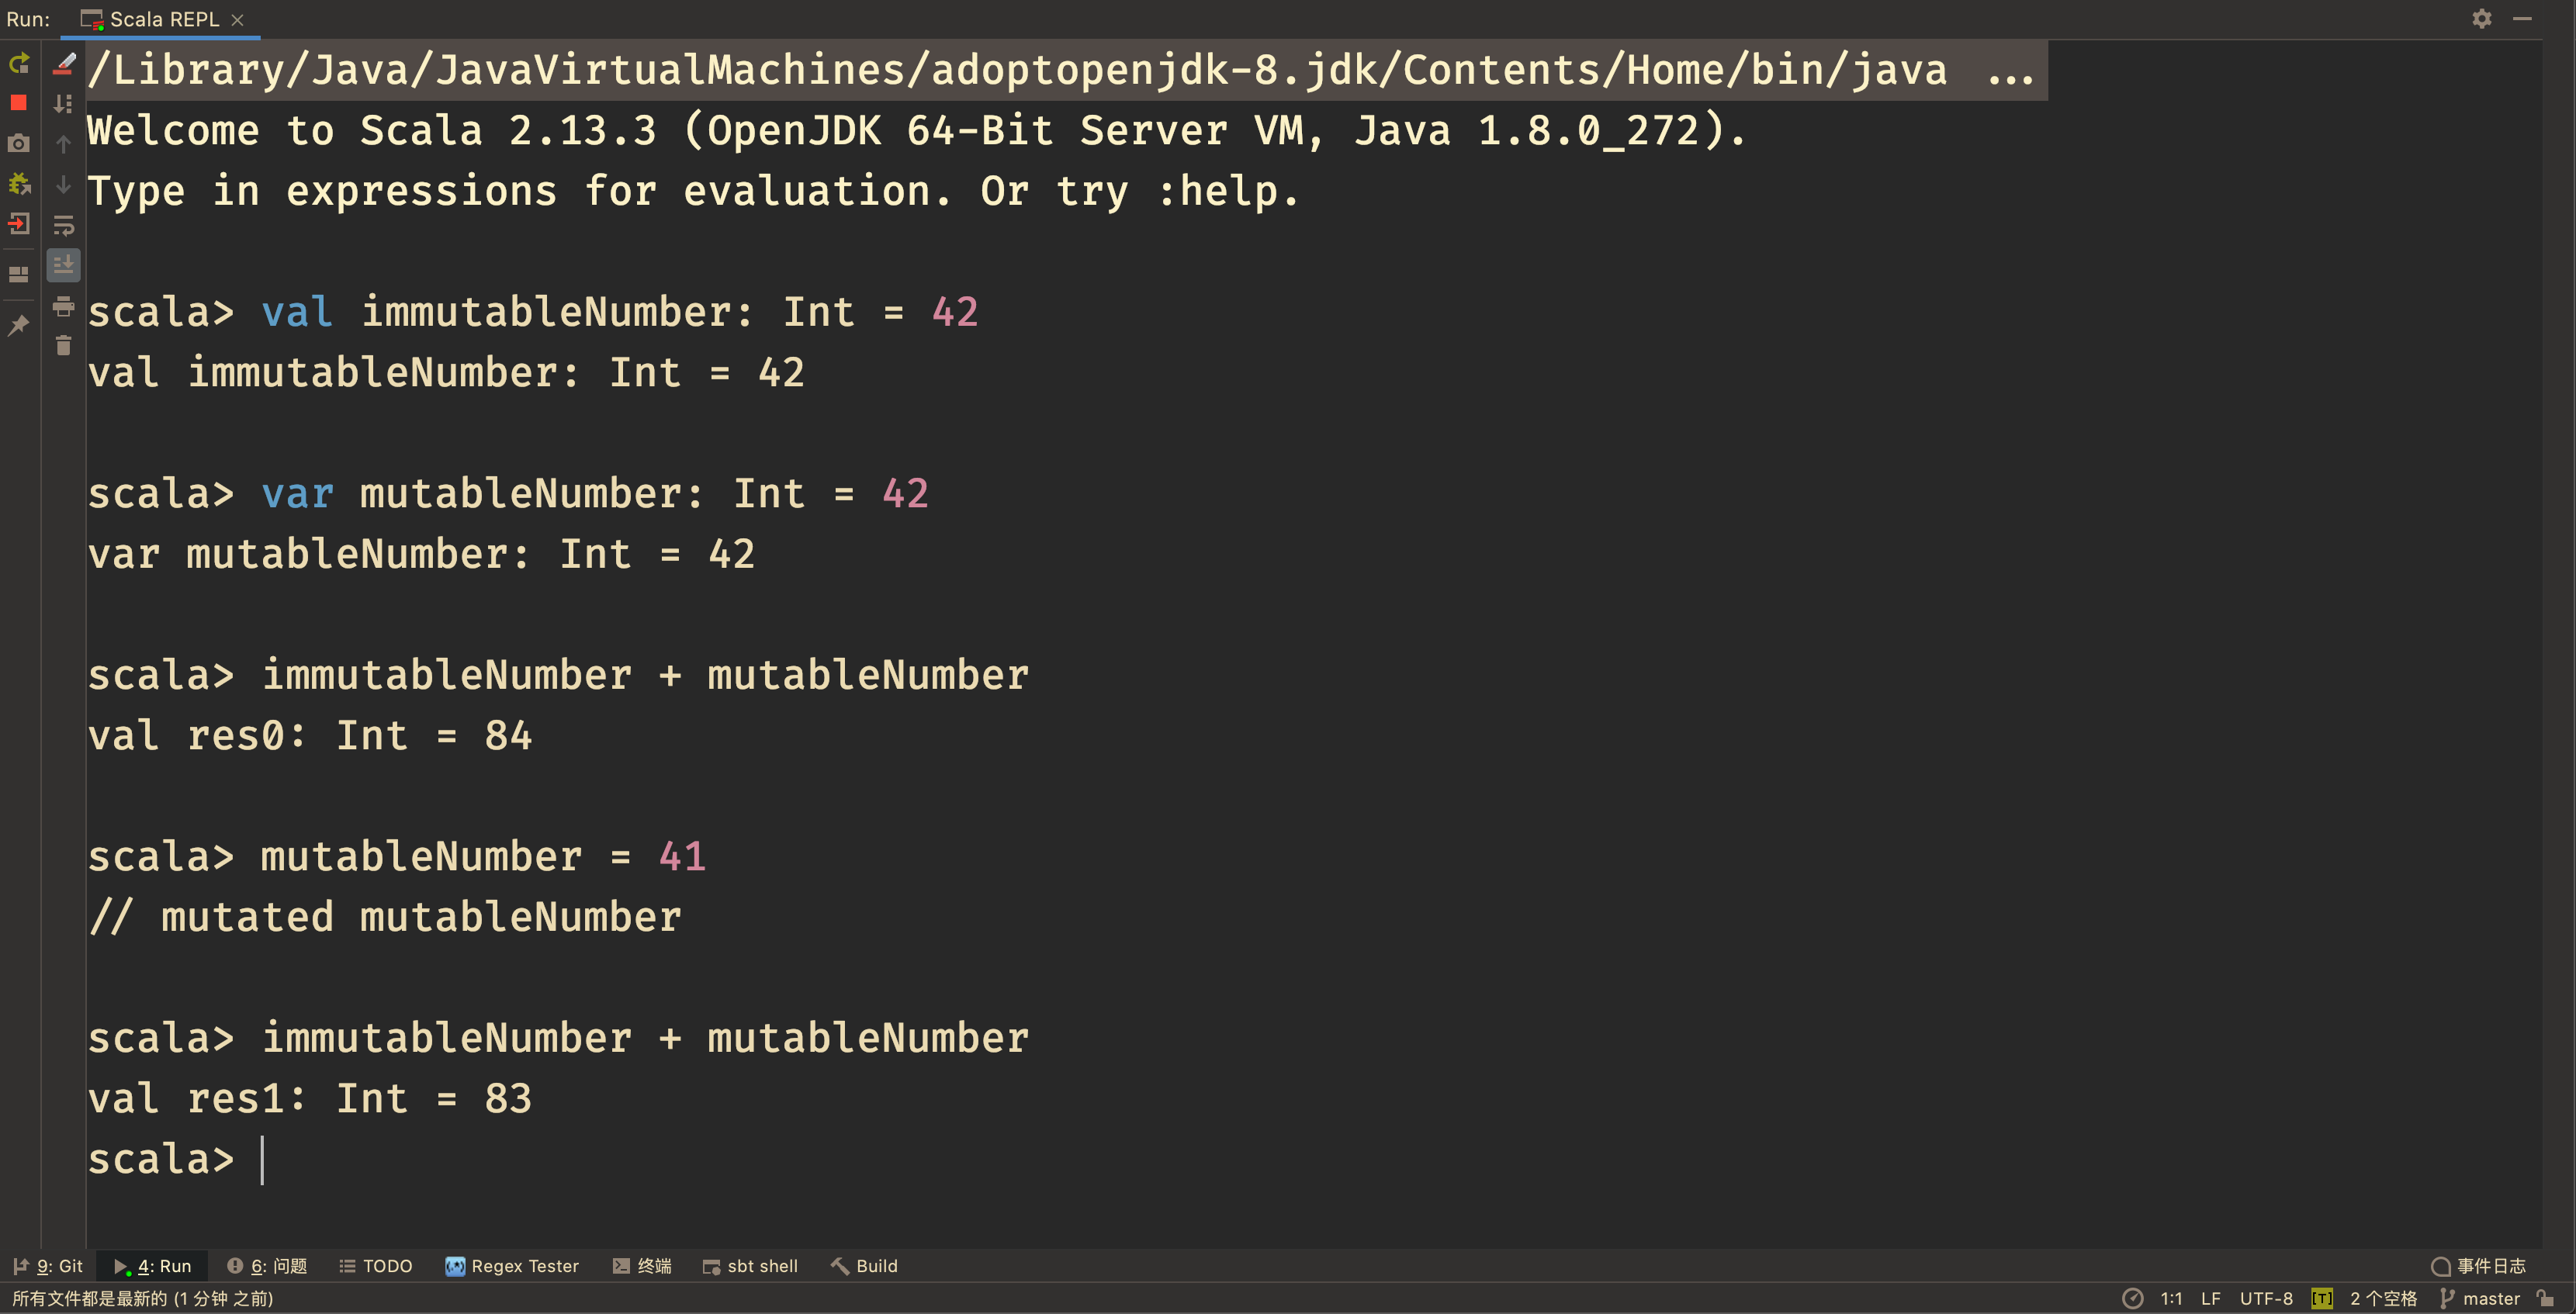 Run: Scala REPL
/Library/Java/JavaVirtualMachines/adoptopenjdk-8.jdk/Contents/Home/bin/java ...
Welcome to Scala 2.13.3 (OpenJDK 64-Bit Server VM, Java 1.8.0_272).
Type in expressions for evaluation. Or try :help.
scala> val immutableNumber: Int = 42
val immutableNumber: Int = 42
scala> var mutableNumber: Int = 42
var mutableNumber: Int = 42
scala> immutableNumber + mutableNumber
val res0: Int = 84
scala> mutableNumber = 41
// mutated mutableNumber
scala> immutableNumber + mutableNumber
val res1: Int = 83
scala>
9: Git 4: Run 6: 问题 TODO Regex Tester 终端 sbt shell Build 事件日志
所有文件都是最新的 (1 分钟 之前) 1:1 LF UTF-8 [T] 2 个空格 master